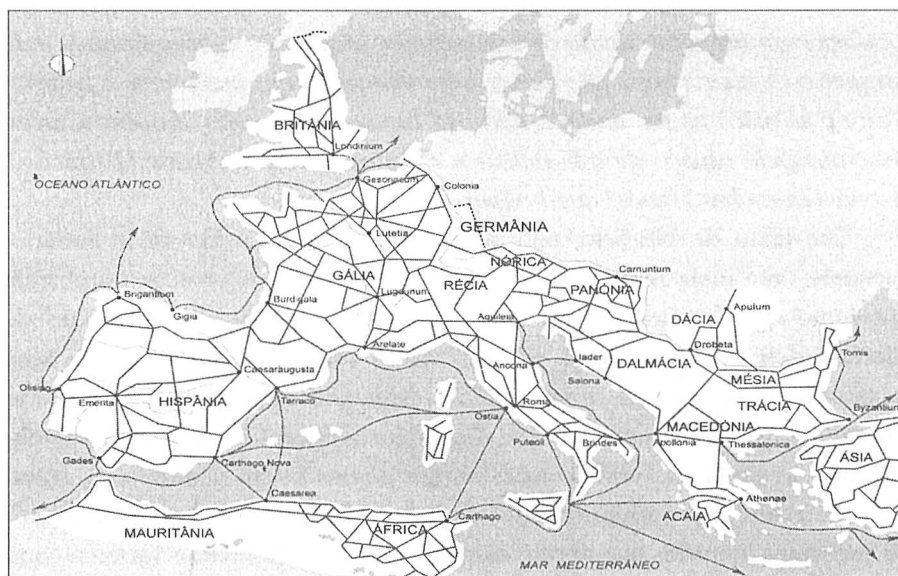 BRITÂNIA
Londinium
OCEANO ATLÂNTICO
Gesoriacum
Colonia
GERMÂNIA
Lutetia
NÓRICA
Carnuntum
GÁLIA
RÉCIA
PANÓNIA
Brigantium
Gigia
Burdigala
Lugdunum
Aquileia
DÁCIA
Apulum
Drobeta
Arelate
Iader
DALMÁCIA
Tomis
Ancona
Salona
MÉSIA
Caesaraugusta
Olisipo
Emerita
HISPÂNIA
Tarraco
Ostia
Roma
TRÁCIA
Byzantium
Puteoli
Brindes
MACEDÓNIA
Apollonia
Thessalonica
Gades
Carthago Nova
ÁSIA
Caesarea
Athenae
ACAIA
MAURITÂNIA
ÁFRICA
Carthago
MAR MEDITERRÂNEO